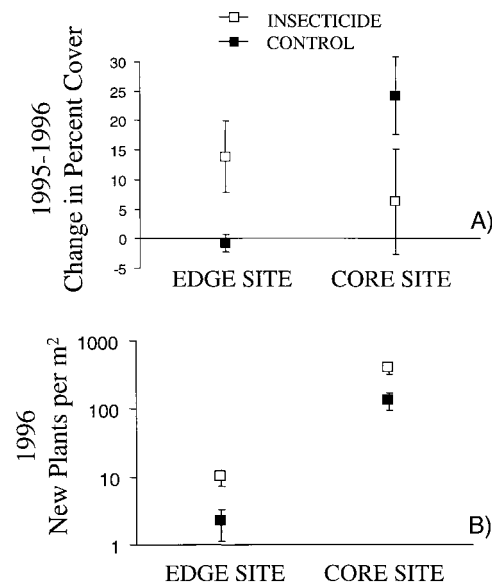 INSECTICIDE
CONTROL
1995-1996
Change in Percent Cover
30
25
20
15
10
5
0
-5
EDGE SITE
CORE SITE
A)
1996
New Plants per m²
1000
100
10
1
EDGE SITE
CORE SITE
B)